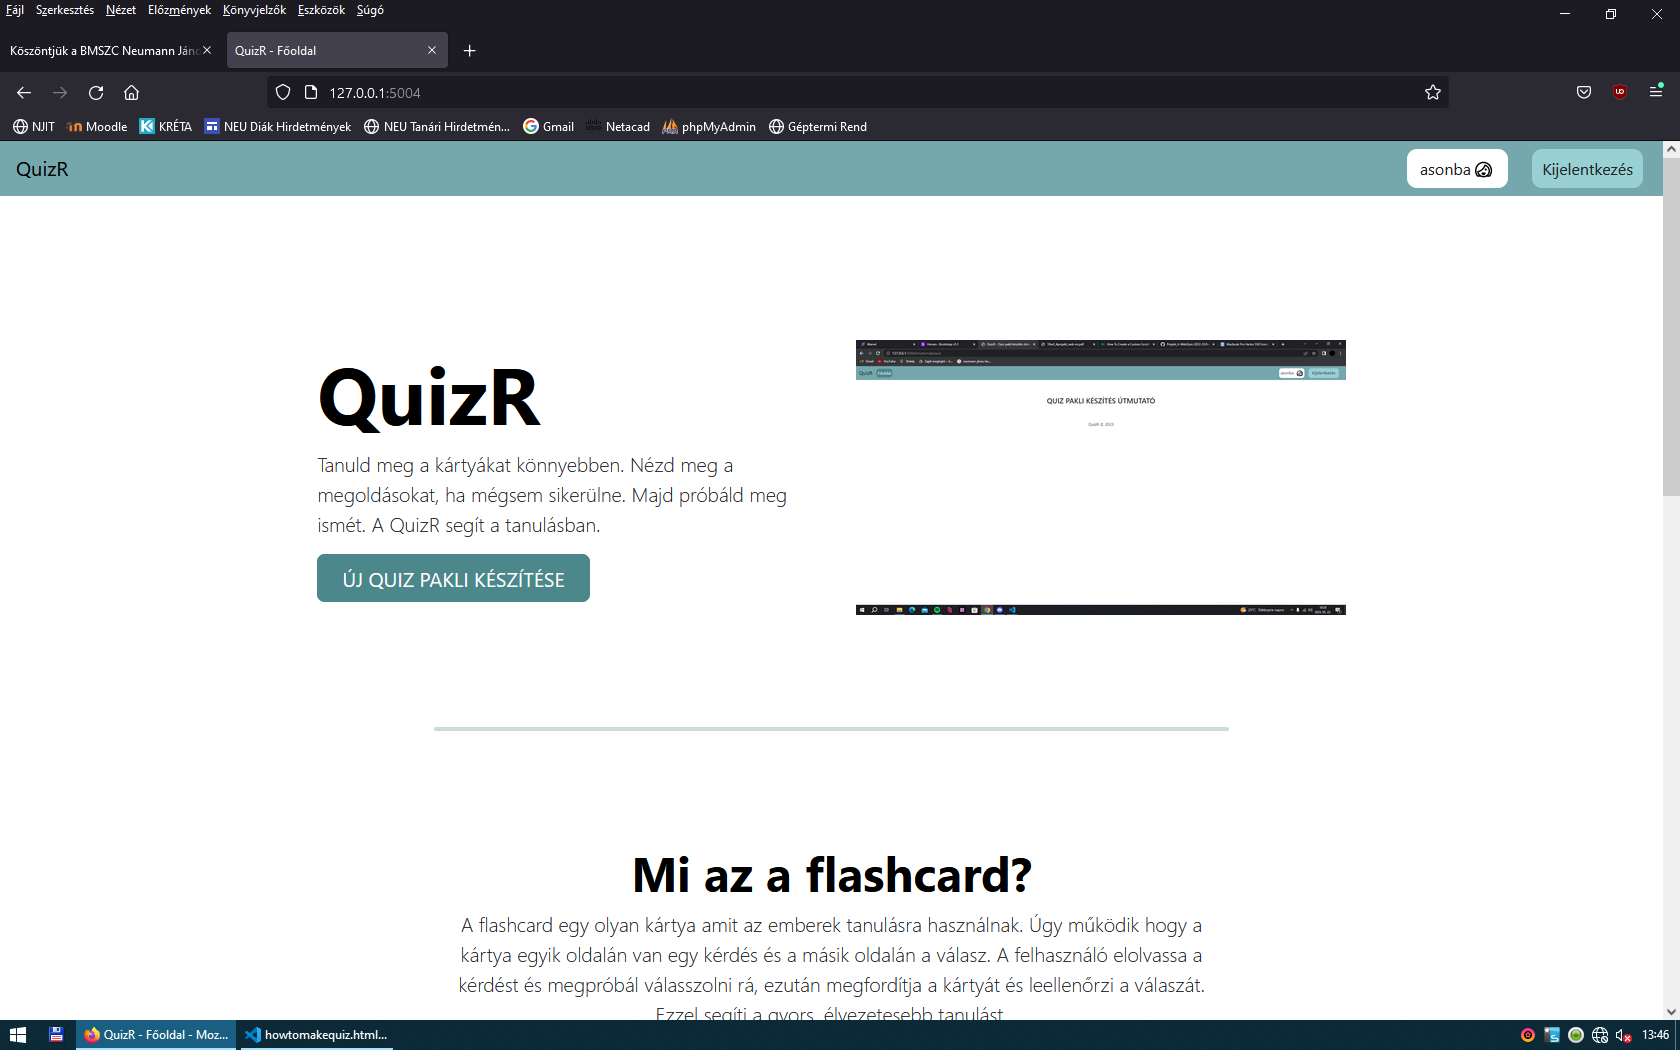 Fájl Szerkesztés Nézet Előzmények Könyvjelzők Eszközök Súgó
Köszöntjük a BMSZC Neumann Jáno
QuizR - Főoldal
127.0.0.1:5004
NJIT Moodle KRÉTA NEU Diák Hirdetmények NEU Tanári Hirdetmén... Gmail Netacad phpMyAdmin Géptermi Rend
QuizR
asonba
Kijelentkezés
QuizR
Tanuld meg a kártyákat könnyebben. Nézd meg a
megoldásokat, ha mégsem sikerülne. Majd próbáld meg
ismét. A QuizR segít a tanulásban.
ÚJ QUIZ PAKLI KÉSZÍTÉSE
QUIZ PAKLI KÉSZÍTÉS ÚTMUTATÓ
QuizR © 2023
Mi az a flashcard?
A flashcard egy olyan kártya amit az emberek tanulásra használnak. Úgy működik hogy a
kártya egyik oldalán van egy kérdés és a másik oldalán a válasz. A felhasználó elolvassa a
kérdést és megpróbál válasszolni rá, ezután megfordítja a kártyát és leellenőrzi a válaszát.
Ezzel segíti a gyors, élvezetesebb tanulást
QuizR - Főoldal - Moz...
howtomakequiz.html...
13:46